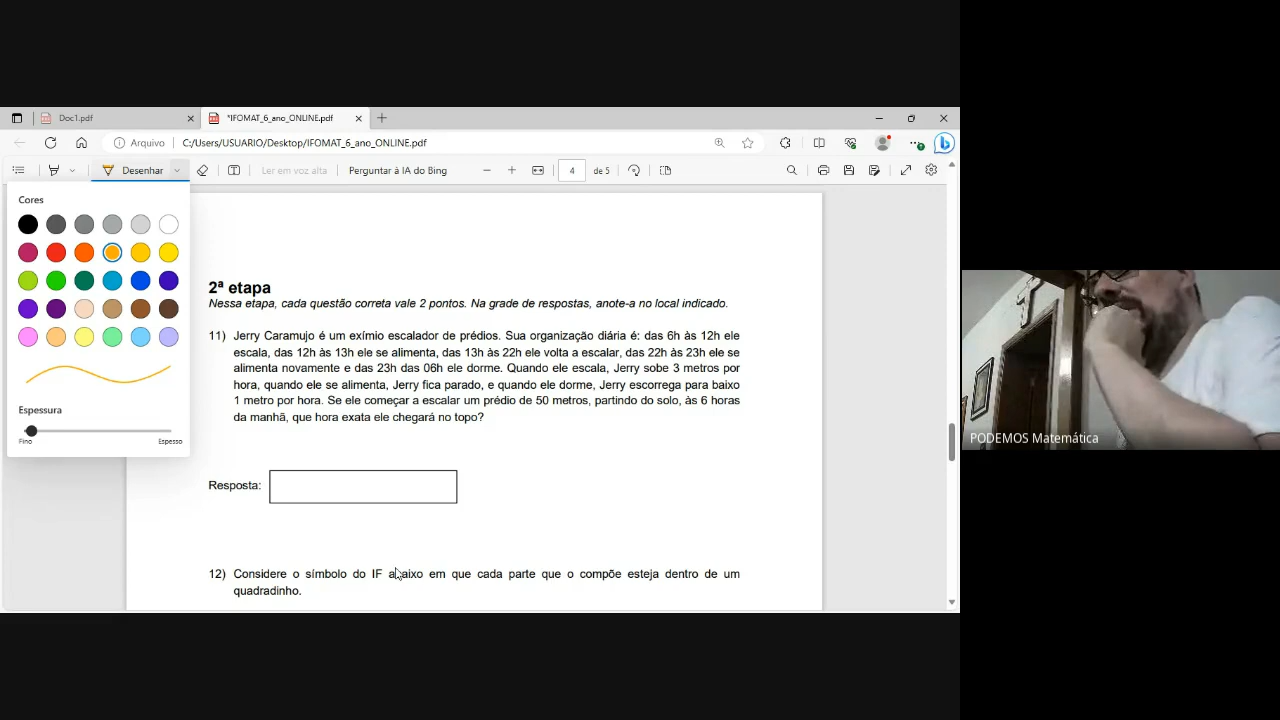 Doc1.pdf
*IFOMAT_6_ano_ONLINE.pdf
Arquivo
C:/Users/USUARIO/Desktop/IFOMAT_6_ano_ONLINE.pdf
Desenhar
Ler em voz alta
Perguntar à IA do Bing
4
de 5
Cores
Espessura
Fino
Espesso
2ª etapa
Nessa etapa, cada questão correta vale 2 pontos. Na grade de respostas, anote-a no local indicado.
11) Jerry Caramujo é um exímio escalador de prédios. Sua organização diária é: das 6h às 12h ele
escala, das 12h às 13h ele se alimenta, das 13h às 22h ele volta a escalar, das 22h às 23h ele se
alimenta novamente e das 23h das 06h ele dorme. Quando ele escala, Jerry sobe 3 metros por
hora, quando ele se alimenta, Jerry fica parado, e quando ele dorme, Jerry escorrega para baixo
1 metro por hora. Se ele começar a escalar um prédio de 50 metros, partindo do solo, às 6 horas
da manhã, que hora exata ele chegará no topo?
Resposta:
12) Considere o símbolo do IF abaixo em que cada parte que o compõe esteja dentro de um
quadradinho.
PODEMOS Matemática